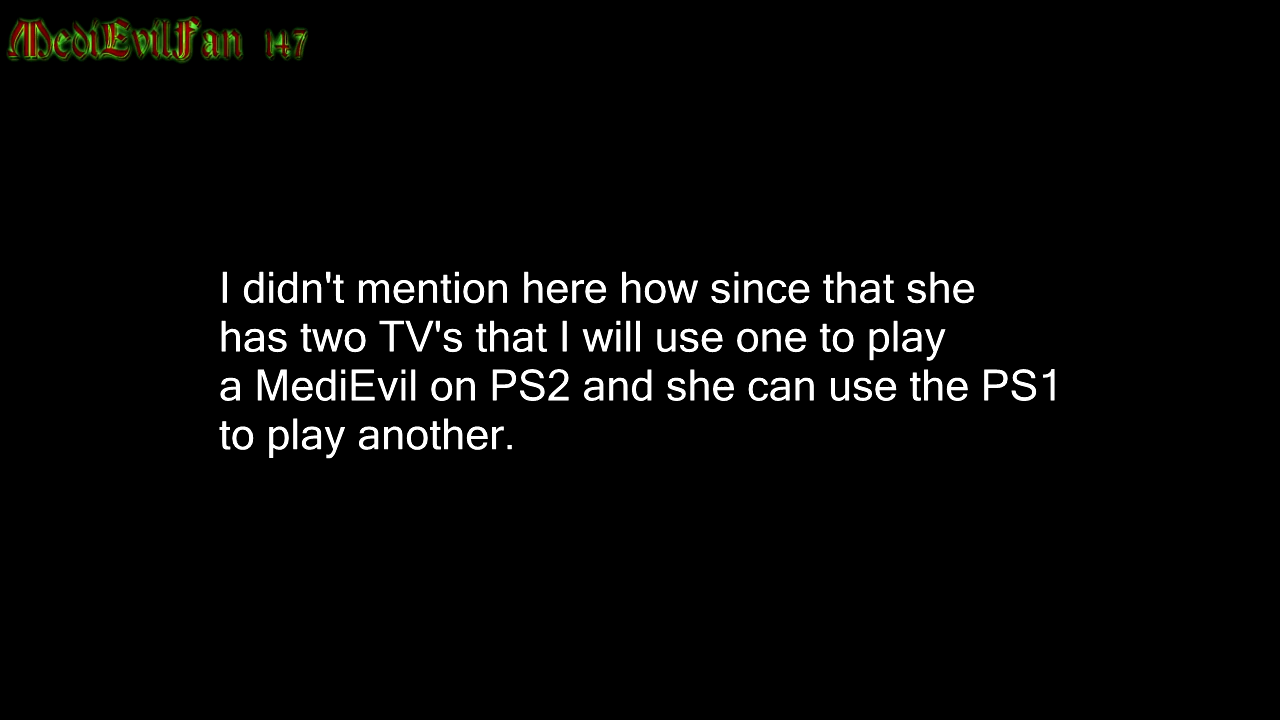 MediEvilFan 147
I didn't mention here how since that she
has two TV's that I will use one to play
a MediEvil on PS2 and she can use the PS1
to play another.